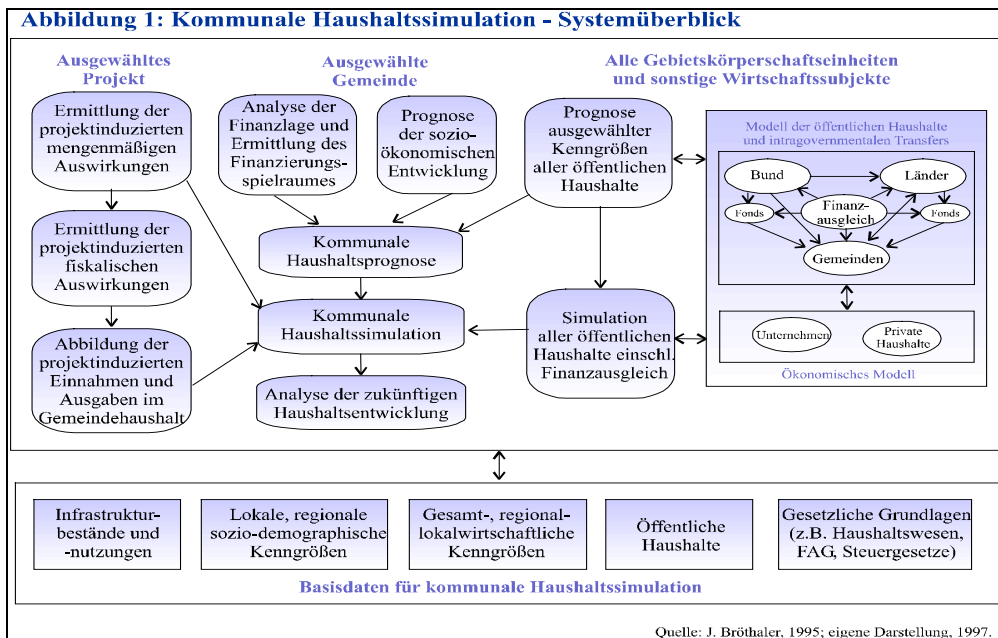 Abbildung 1: Kommunale Haushaltssimulation - Systemüberblick
Ausgewähltes
Projekt
Ermittlung der
projektinduzierten
mengenmäßigen
Auswirkungen
Ermittlung der
projektinduzierten
fiskalischen
Auswirkungen
Abbildung der
projektinduzierten
Einnahmen und
Ausgaben im
Gemeindehaushalt
Ausgewählte
Gemeinde
Analyse der
Finanzlage und
Ermittlung des
Finanzierungs-
spielraumes
Prognose
der sozio-
ökonomischen
Entwicklung
Kommunale
Haushaltsprognose
Kommunale
Haushaltssimulation
Analyse der zukünftigen
Haushaltsentwicklung
Alle Gebietskörperschaftseinheiten
und sonstige Wirtschaftssubjekte
Prognose
ausgewählter
Kenngrößen
aller öffentlichen
Haushalte
Simulation
aller öffentlichen
Haushalte einschl.
Finanzausgleich
Modell der öffentlichen Haushalte
und intragovernmentalen Transfers
Bund
Länder
Fonds
Finanz-
ausgleich
Fonds
Gemeinden
Unternehmen
Private
Haushalte
Ökonomisches Modell
Infrastruktur-
bestände und
-nutzungen
Lokale, regionale
sozio-demographische
Kenngrößen
Gesamt-, regional-
lokalwirtschaftliche
Kenngrößen
Öffentliche
Haushalte
Gesetzliche Grundlagen
(z.B. Haushaltswesen,
FAG, Steuergesetze)
Basisdaten für kommunale Haushaltssimulation
Quelle: J. Bröthaler, 1995; eigene Darstellung, 1997.